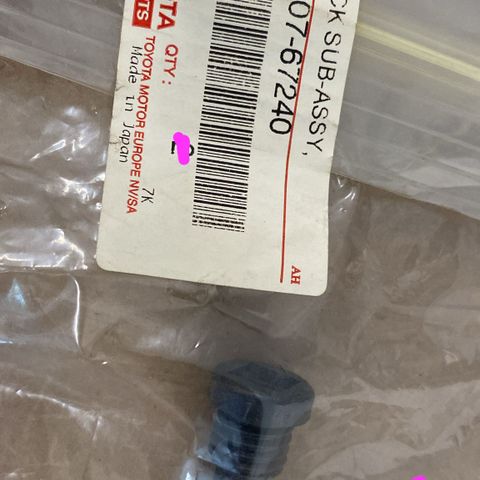 CK SUB-ASSY,
07-67240
TA QTY :
TS
TOYOTA MOTOR EUROPE NV/SA
Made in Japan
7K
AH